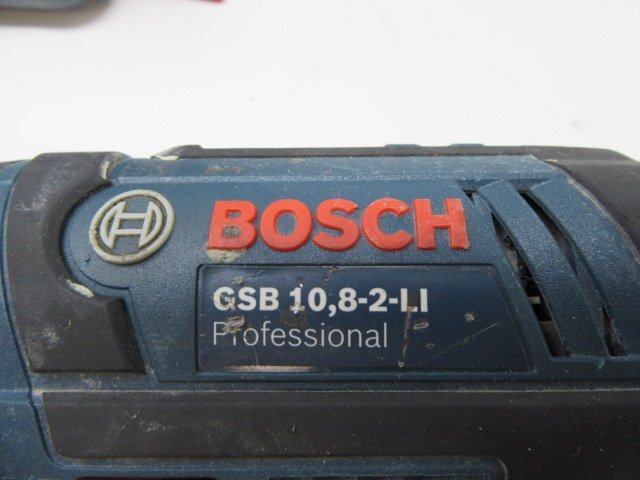 BOSCH
GSB 10,8-2-LI
Professional